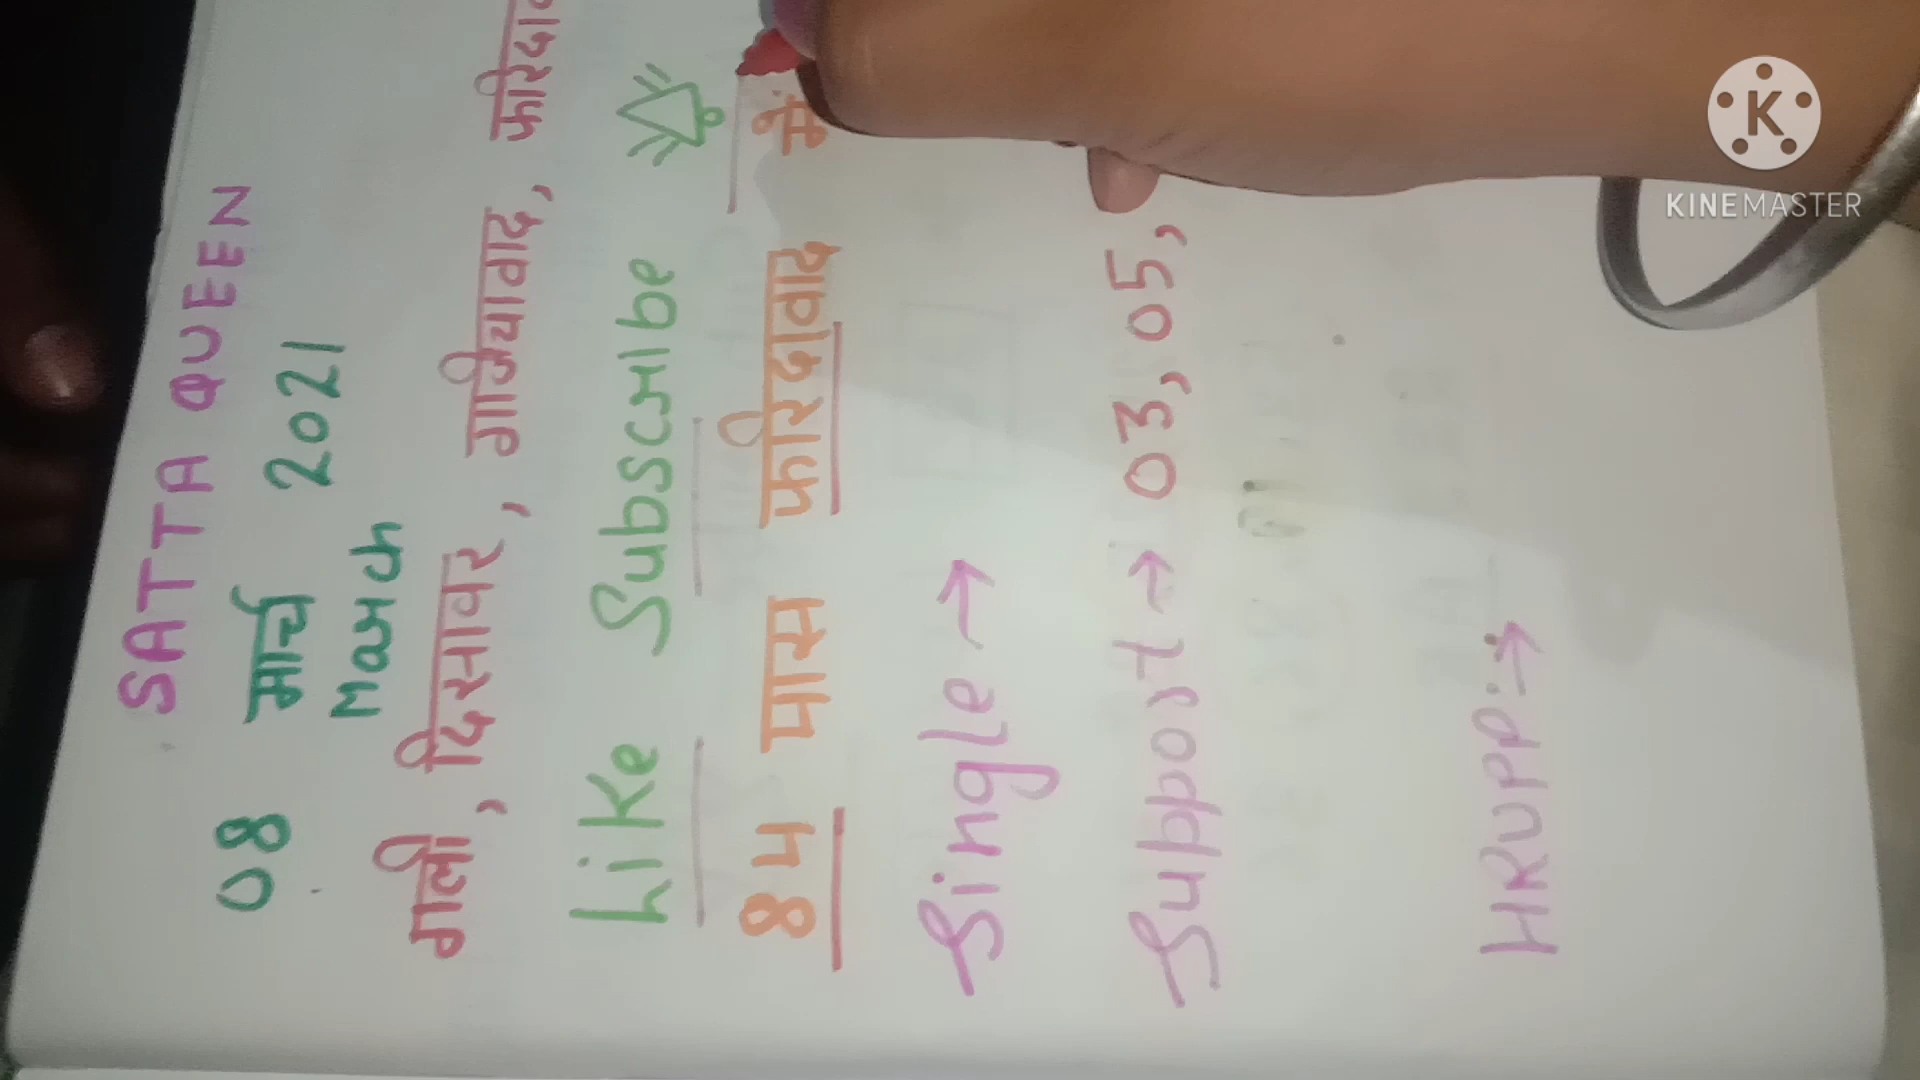 SATTA QUEEN
08 मार्च 2021
March
गली, दिसावर, गाजियावाद, फरिदाव
Like Subscribe
84 पास फरिदावाद में
Single →
Support → 03, 05,
HRUPP:→
K
KINEMASTER